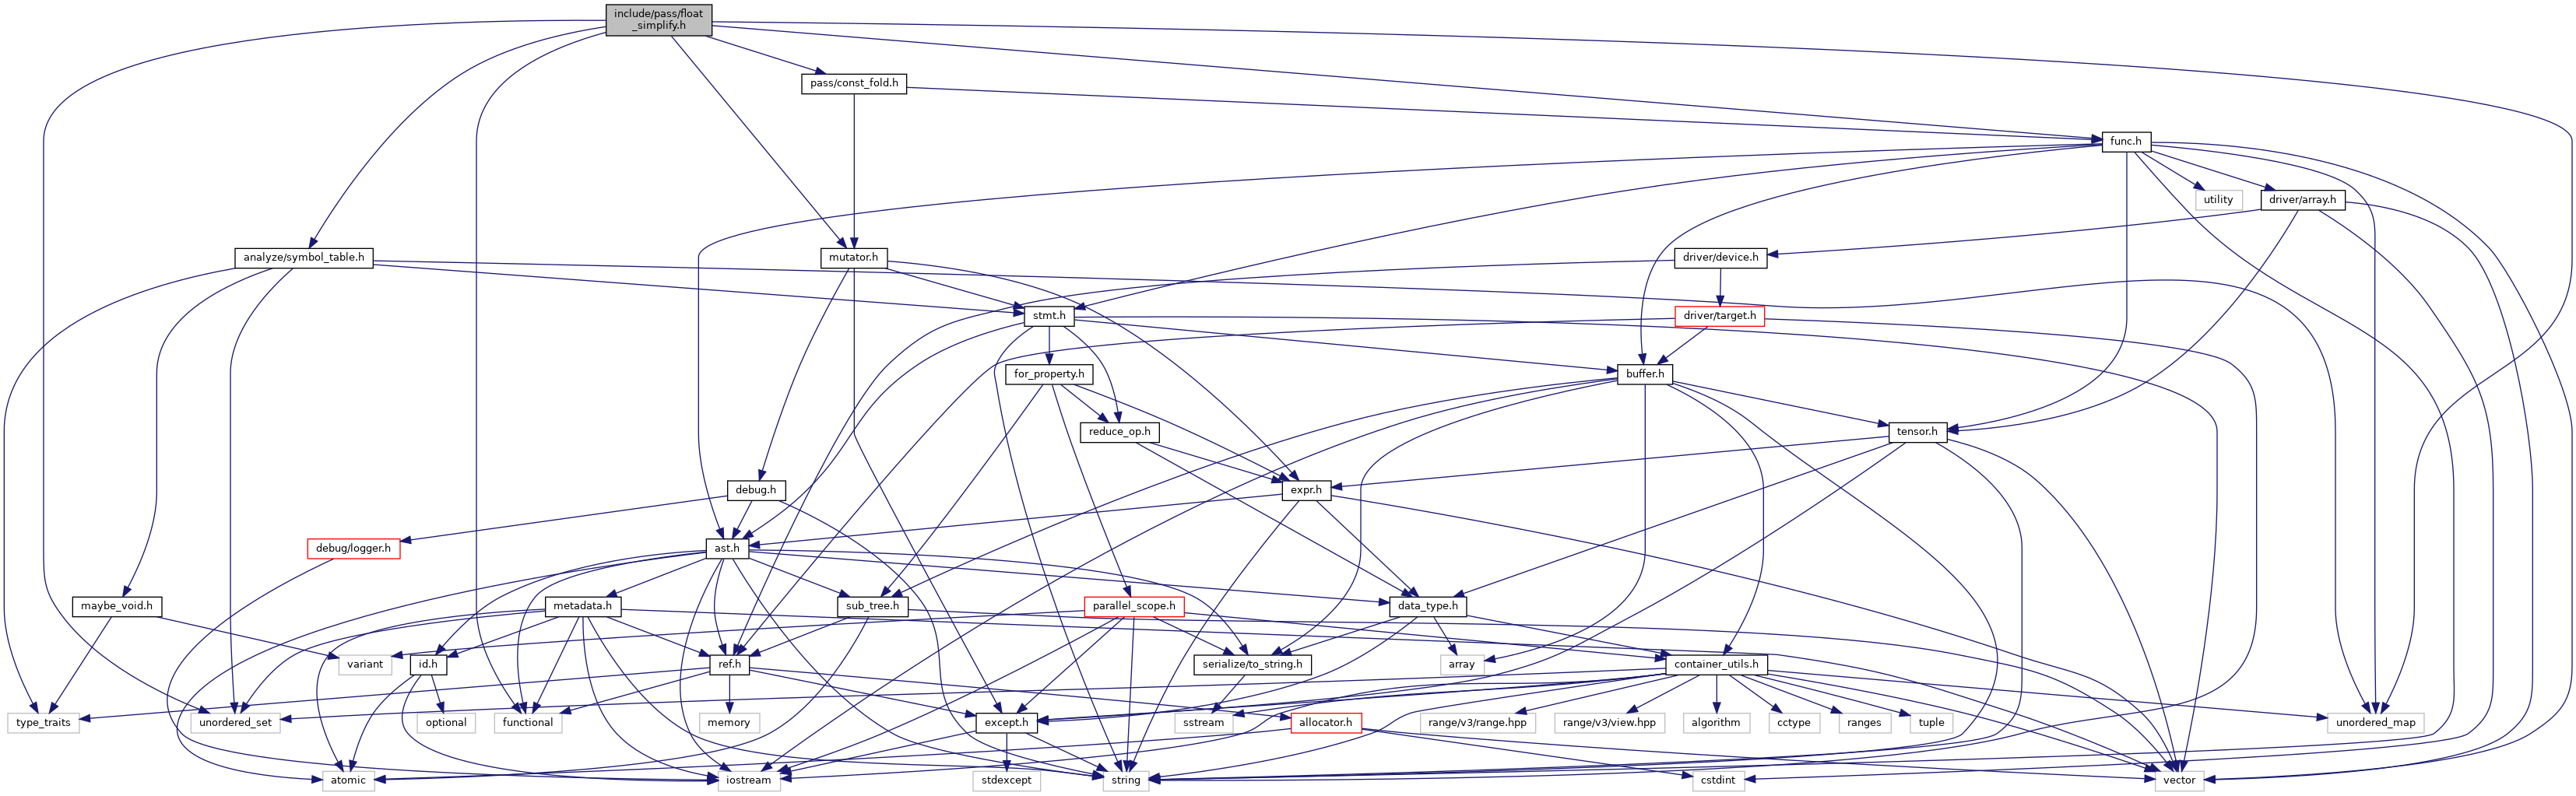 include/pass/float
_simplify.h
pass/const_fold.h
func.h
utility
driver/array.h
analyze/symbol_table.h
mutator.h
driver/device.h
stmt.h
driver/target.h
for_property.h
buffer.h
reduce_op.h
tensor.h
debug.h
expr.h
debug/logger.h
ast.h
maybe_void.h
metadata.h
sub_tree.h
parallel_scope.h
data_type.h
variant
id.h
ref.h
serialize/to_string.h
array
container_utils.h
type_traits
unordered_set
optional
functional
memory
except.h
sstream
allocator.h
range/v3/range.hpp
range/v3/view.hpp
algorithm
cctype
ranges
tuple
unordered_map
atomic
iostream
stdexcept
string
cstdint
vector